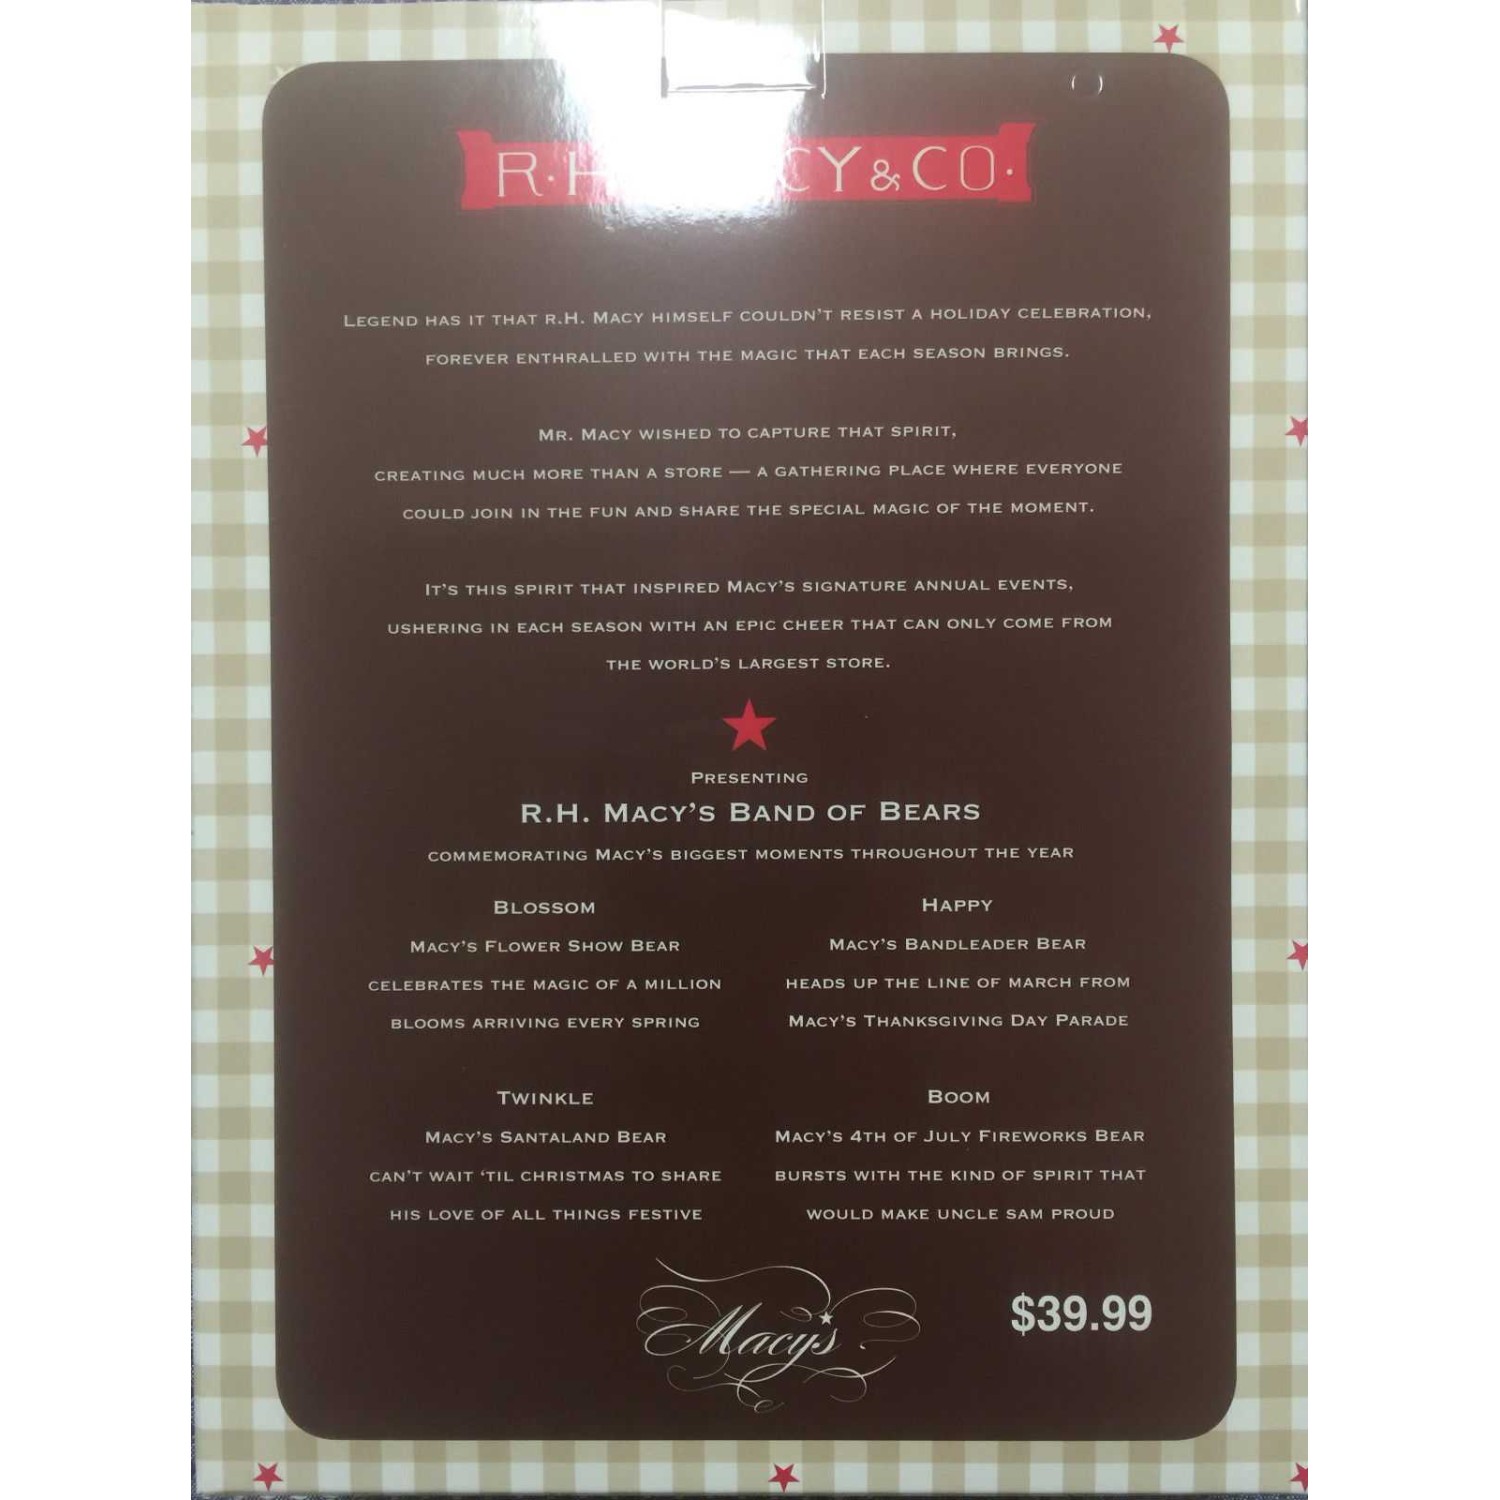 R.H. CY & CO.
Legend has it that R.H. Macy himself couldn't resist a holiday celebration,
forever enthralled with the magic that each season brings.
Mr. Macy wished to capture that spirit,
creating much more than a store — a gathering place where everyone
could join in the fun and share the special magic of the moment.
It's this spirit that inspired Macy's signature annual events,
ushering in each season with an epic cheer that can only come from
the world's largest store.
Presenting
R.H. Macy's Band of Bears
commemorating Macy's biggest moments throughout the year
Blossom
Macy's Flower Show Bear
celebrates the magic of a million
blooms arriving every spring
Happy
Macy's Bandleader Bear
heads up the line of march from
Macy's Thanksgiving Day Parade
Twinkle
Macy's Santaland Bear
can't wait 'til Christmas to share
his love of all things festive
Boom
Macy's 4th of July Fireworks Bear
bursts with the kind of spirit that
would make Uncle Sam proud
Macy's
$39.99